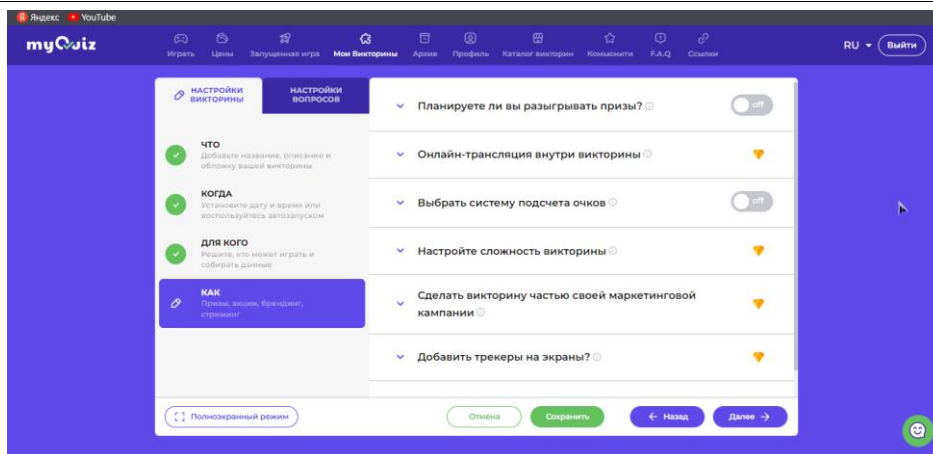 Яндекс YouTube
myQuiz
Играть Цены Запущенная игра Мои Викторины Архив Профиль Каталог викторин Комьюнити F.A.Q Ссылки
RU Выйти
НАСТРОЙКИ
ВИКТОРИНЫ
НАСТРОЙКИ
ВОПРОСОВ
ЧТО
Добавьте название, описание и
обложку вашей викторины
КОГДА
Установите дату и время или
воспользуйтесь автозапуском
ДЛЯ КОГО
Решите, кто может играть и
собирать данные
КАК
Призы, акции, брендинг,
стриминг
Планируете ли вы разыгрывать призы?
off
Онлайн-трансляция внутри викторины
Выбрать систему подсчета очков
off
Настройте сложность викторины
Сделать викторину частью своей маркетинговой
кампании
Добавить трекеры на экраны?
Полноэкранный режим
Отмена
Сохранить
Назад
Далее